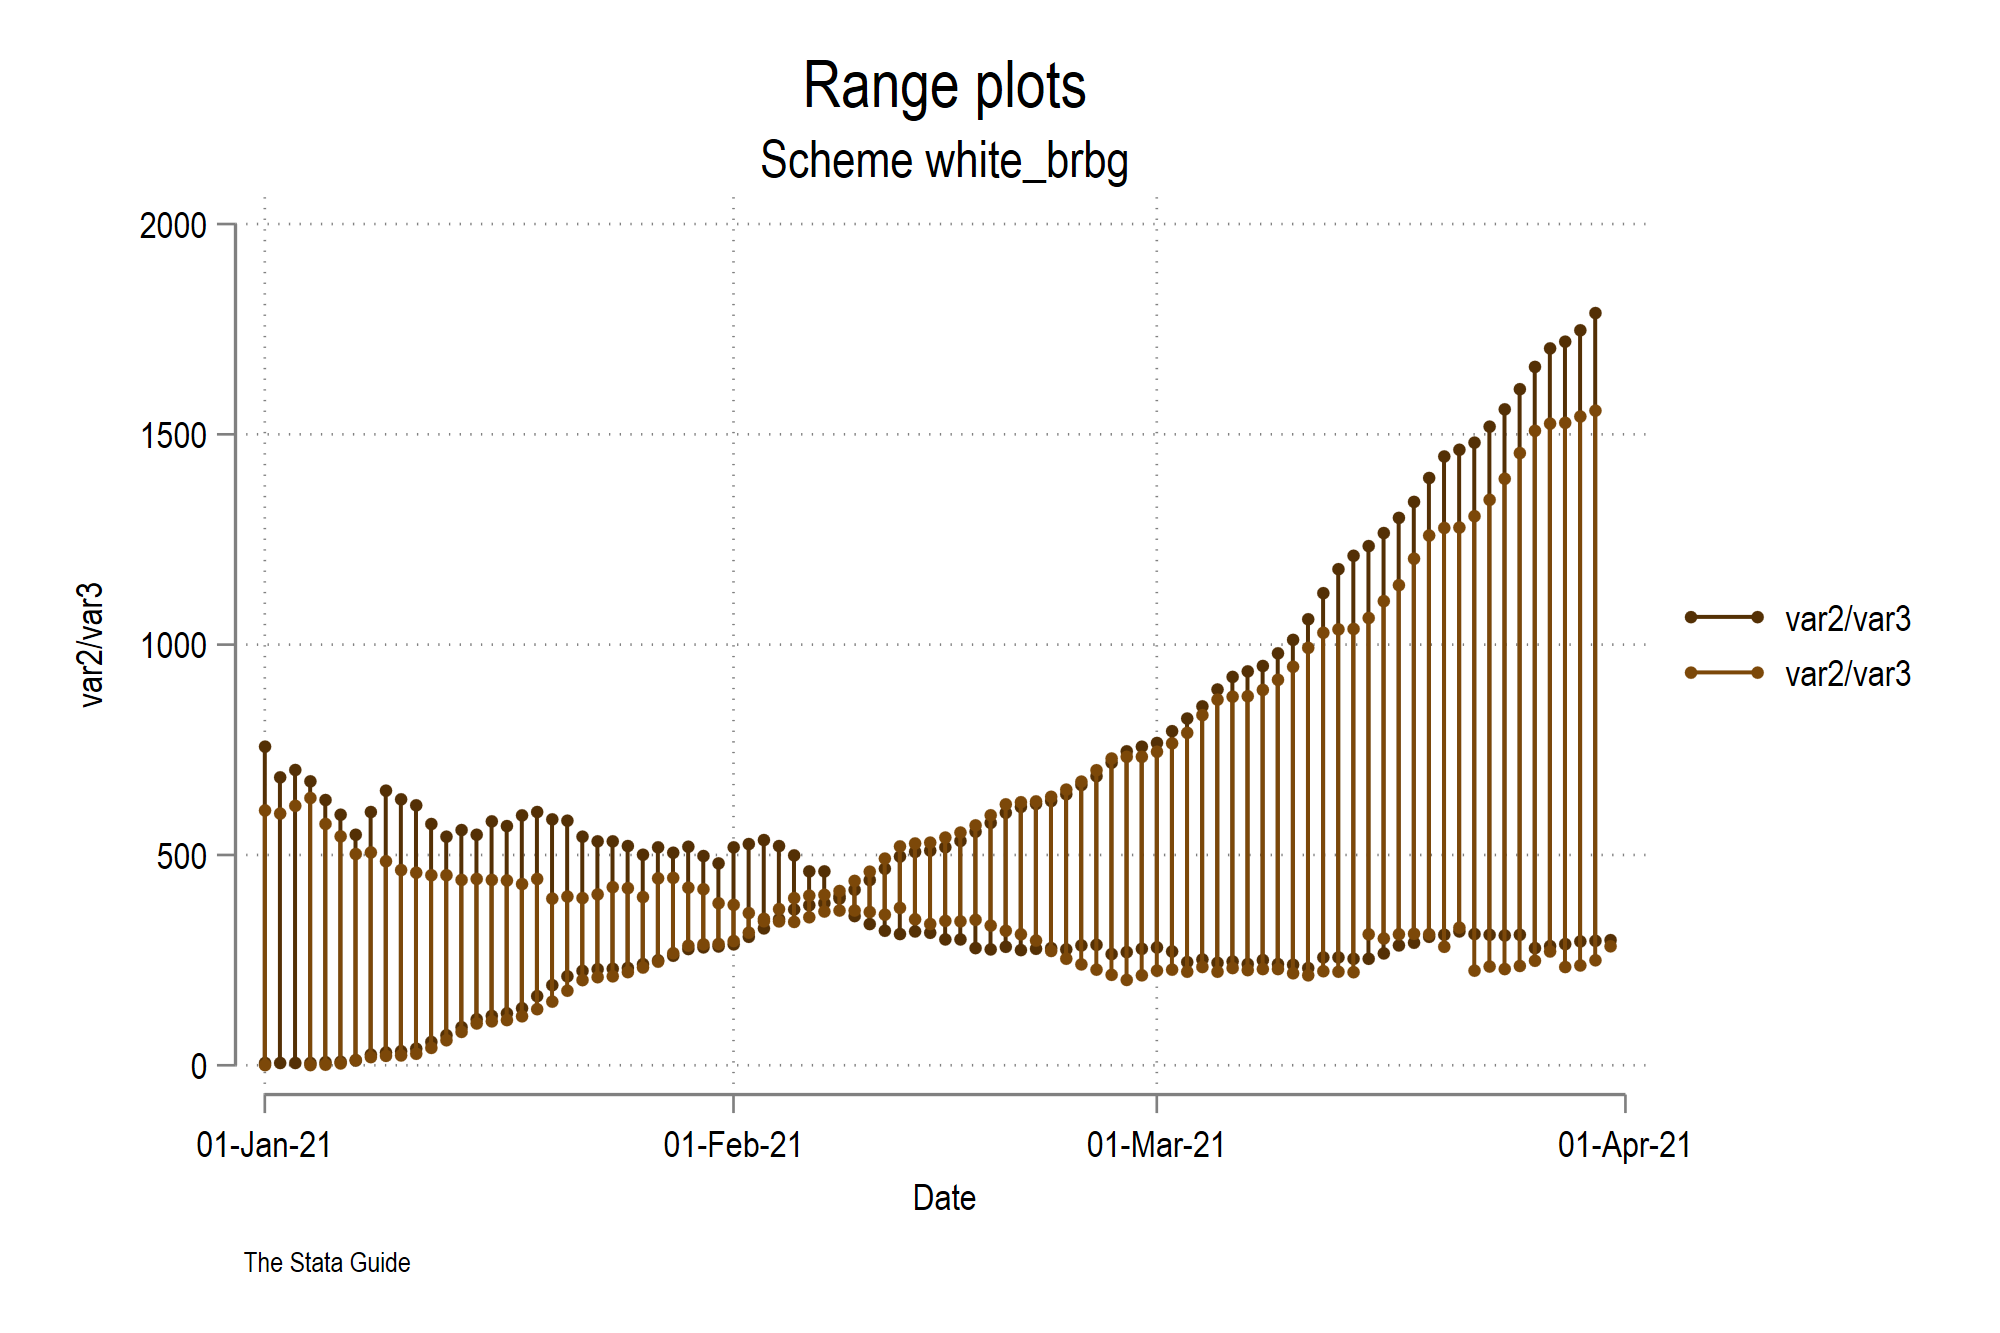 Range plots
Scheme white_brbg
2000
1500
1000
500
0
var2/var3
var2/var3
var2/var3
01-Jan-21
01-Feb-21
01-Mar-21
01-Apr-21
Date
The Stata Guide